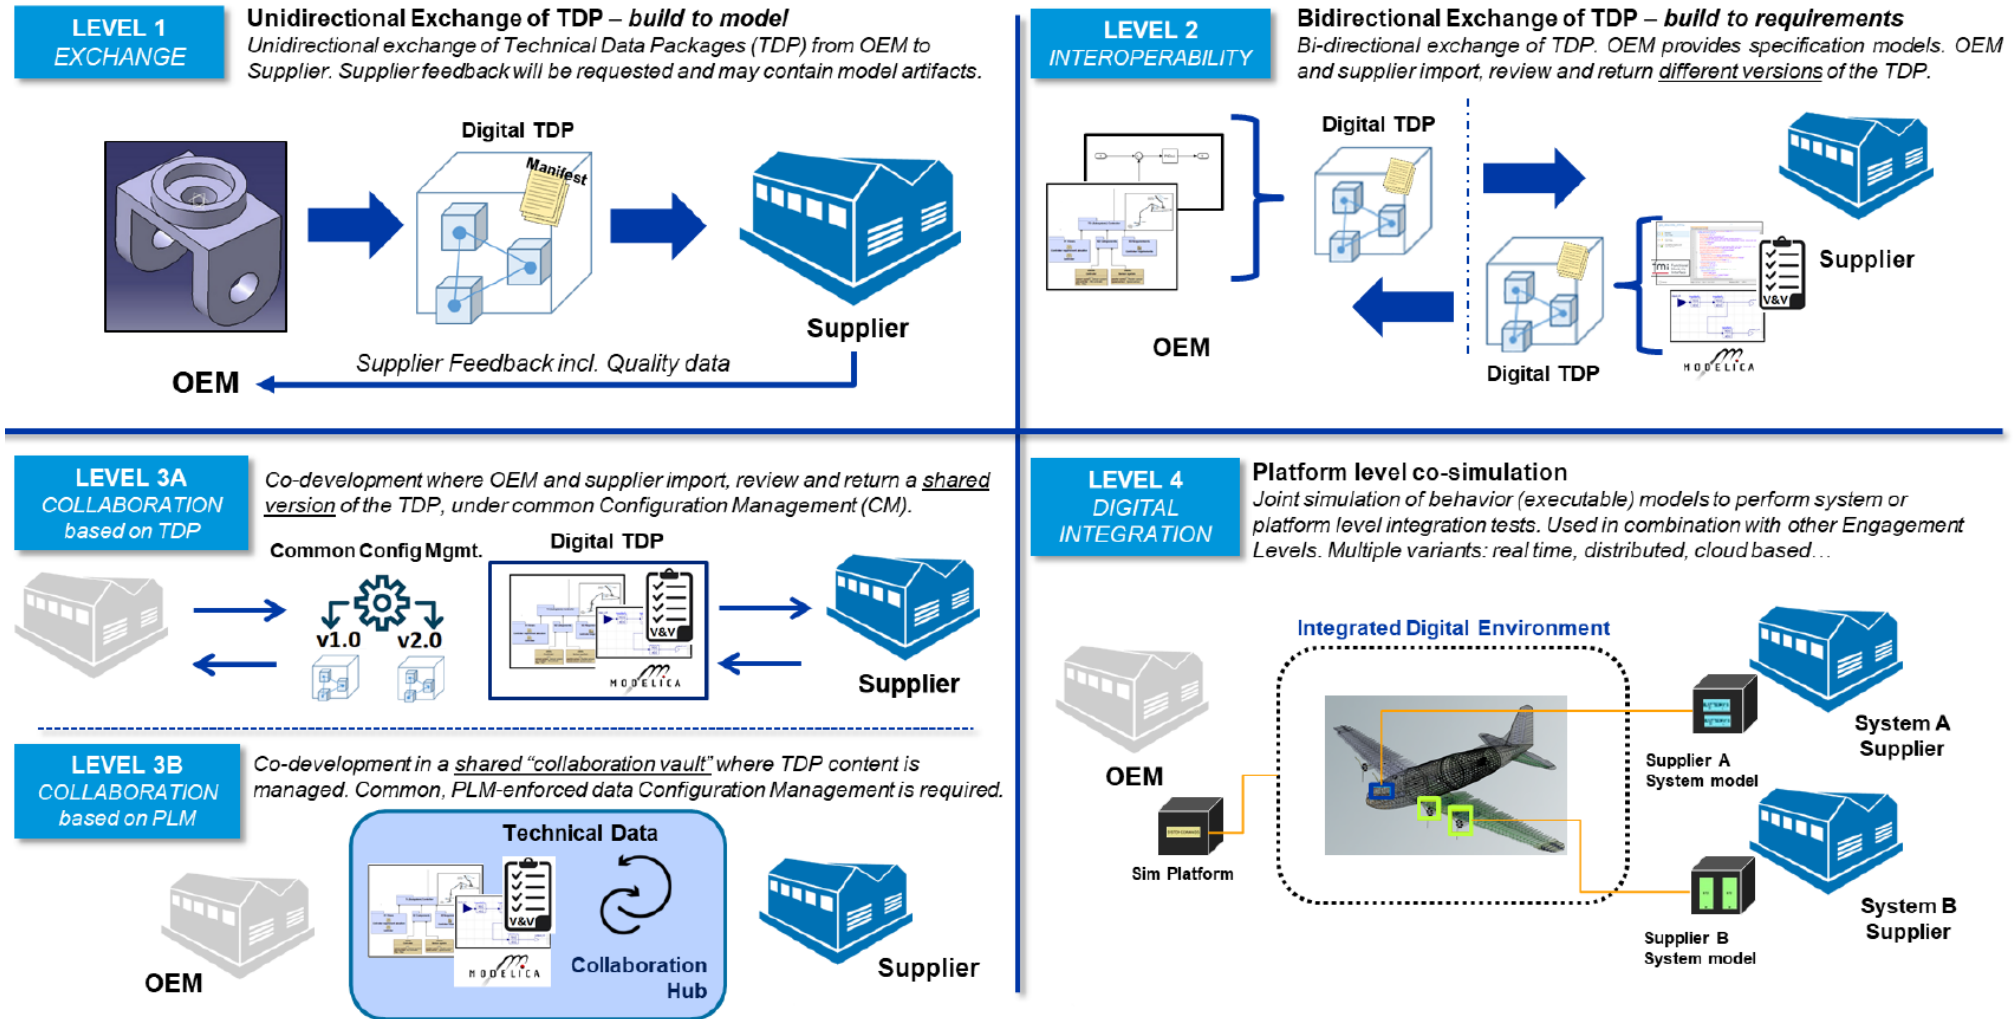 LEVEL 1
EXCHANGE
Unidirectional Exchange of TDP – build to model
Unidirectional exchange of Technical Data Packages (TDP) from OEM to
Supplier. Supplier feedback will be requested and may contain model artifacts.
Digital TDP
Manifest
Supplier
Supplier Feedback incl. Quality data
OEM
LEVEL 2
INTEROPERABILITY
Bidirectional Exchange of TDP – build to requirements
Bi-directional exchange of TDP. OEM provides specification models. OEM
and supplier import, review and return different versions of the TDP.
Digital TDP
Supplier
V&V
OEM
MODELICA
Digital TDP
LEVEL 3A
COLLABORATION
based on TDP
Co-development where OEM and supplier import, review and return a shared
version of the TDP, under common Configuration Management (CM).
Common Config Mgmt.
Digital TDP
v1.0 v2.0
V&V
MODELICA
Supplier
LEVEL 3B
COLLABORATION
based on PLM
Co-development in a shared “collaboration vault” where TDP content is
managed. Common, PLM-enforced data Configuration Management is required.
Technical Data
V&V
MODELICA
Collaboration
Hub
OEM
Supplier
LEVEL 4
DIGITAL
INTEGRATION
Platform level co-simulation
Joint simulation of behavior (executable) models to perform system or
platform level integration tests. Used in combination with other Engagement
Levels. Multiple variants: real time, distributed, cloud based…
Integrated Digital Environment
OEM
Sim Platform
Supplier A
System model
System A
Supplier
Supplier B
System model
System B
Supplier